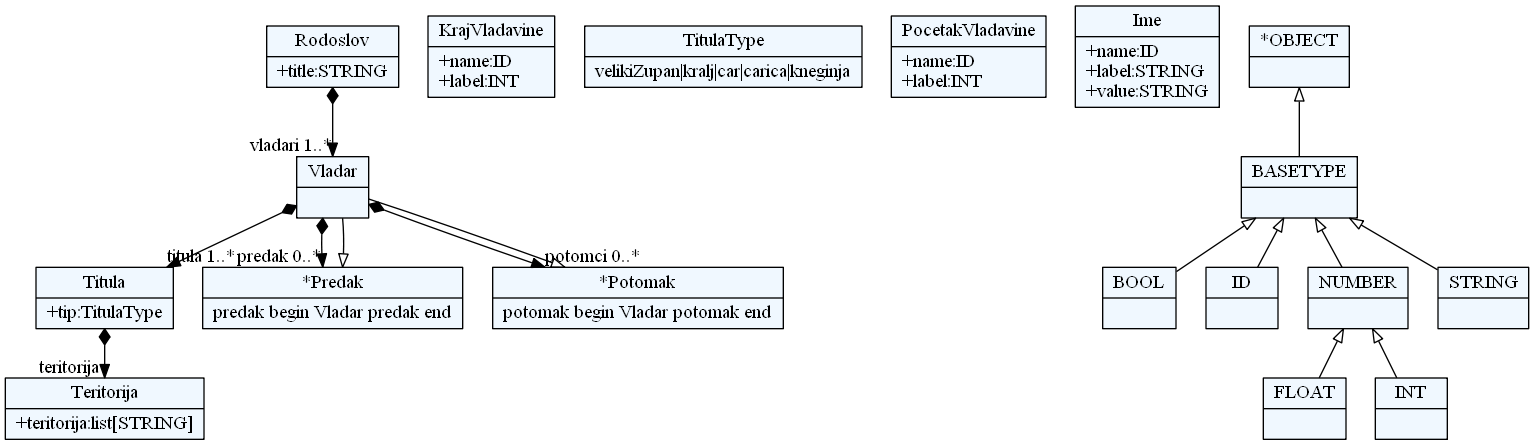 Rodoslov
+title:STRING
KrajVladavine
+name:ID
+label:INT
TitulaType
velikiZupan|kralj|car|carica|kneginja
PocetakVladavine
+name:ID
+label:INT
Ime
+name:ID
+label:STRING
+value:STRING
*OBJECT
vladari 1..*
Vladar
BASETYPE
titula 1..*
predak 0..*
potomci 0..*
Titula
+tip:TitulaType
*Predak
predak begin Vladar predak end
*Potomak
potomak begin Vladar potomak end
BOOL
ID
NUMBER
STRING
teritorija
Teritorija
+teritorija:list[STRING]
FLOAT
INT